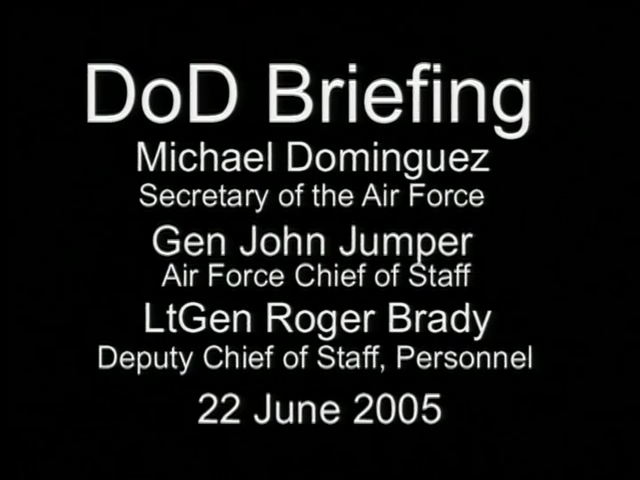 DoD Briefing
Michael Dominguez
Secretary of the Air Force
Gen John Jumper
Air Force Chief of Staff
LtGen Roger Brady
Deputy Chief of Staff, Personnel
22 June 2005